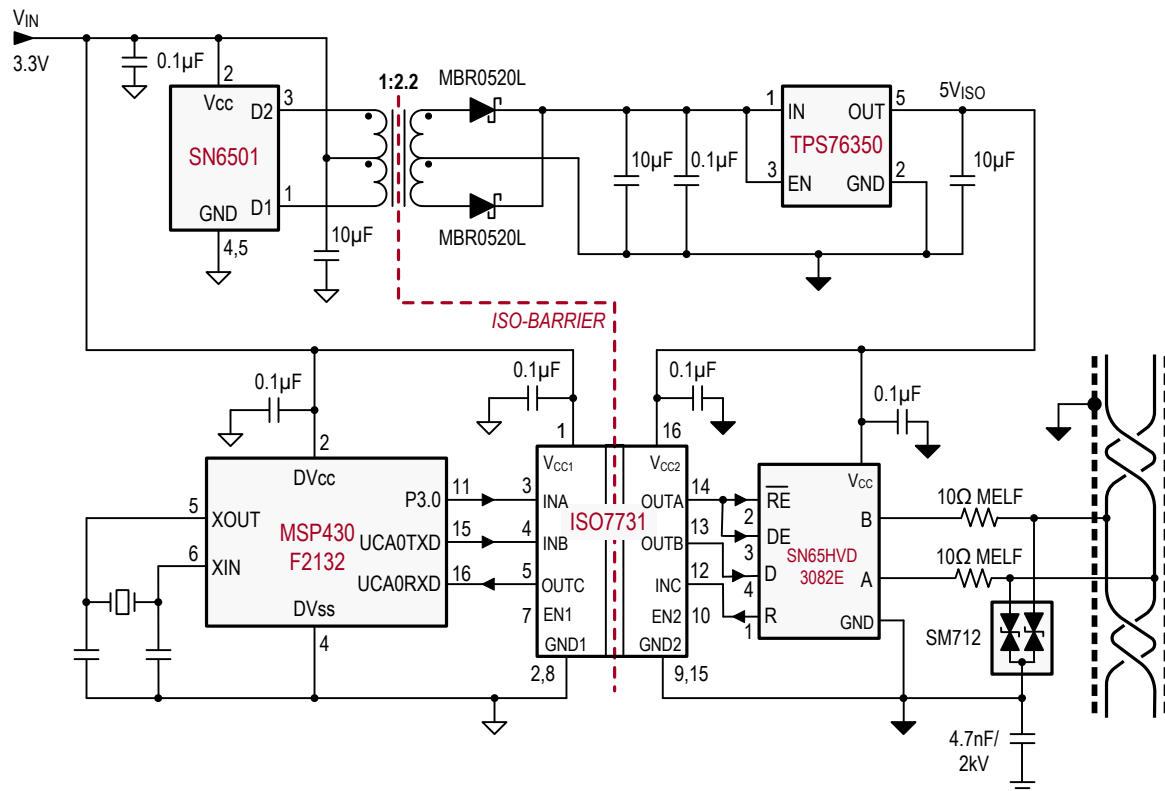 VIN
3.3V
0.1µF
2
Vcc
D2
3
SN6501
D1
1
GND
4,5
10µF
1:2.2
MBR0520L
MBR0520L
10µF
0.1µF
1
IN
OUT
5
TPS76350
3
EN
GND
2
5VISO
10µF
ISO-BARRIER
0.1µF
2
DVcc
5
XOUT
6
XIN
MSP430
F2132
P3.0
11
UCA0TXD
15
UCA0RXD
16
DVss
4
0.1µF
1
VCC1
3
INA
4
INB
5
OUTC
7
EN1
GND1
2,8
ISO7731
0.1µF
16
VCC2
OUTA
14
OUTB
13
INC
12
EN2
10
GND2
9,15
0.1µF
VCC
RE
2
DE
3
D
4
R
1
SN65HVD
3082E
B
A
GND
10Ω MELF
10Ω MELF
SM712
4.7nF/
2kV